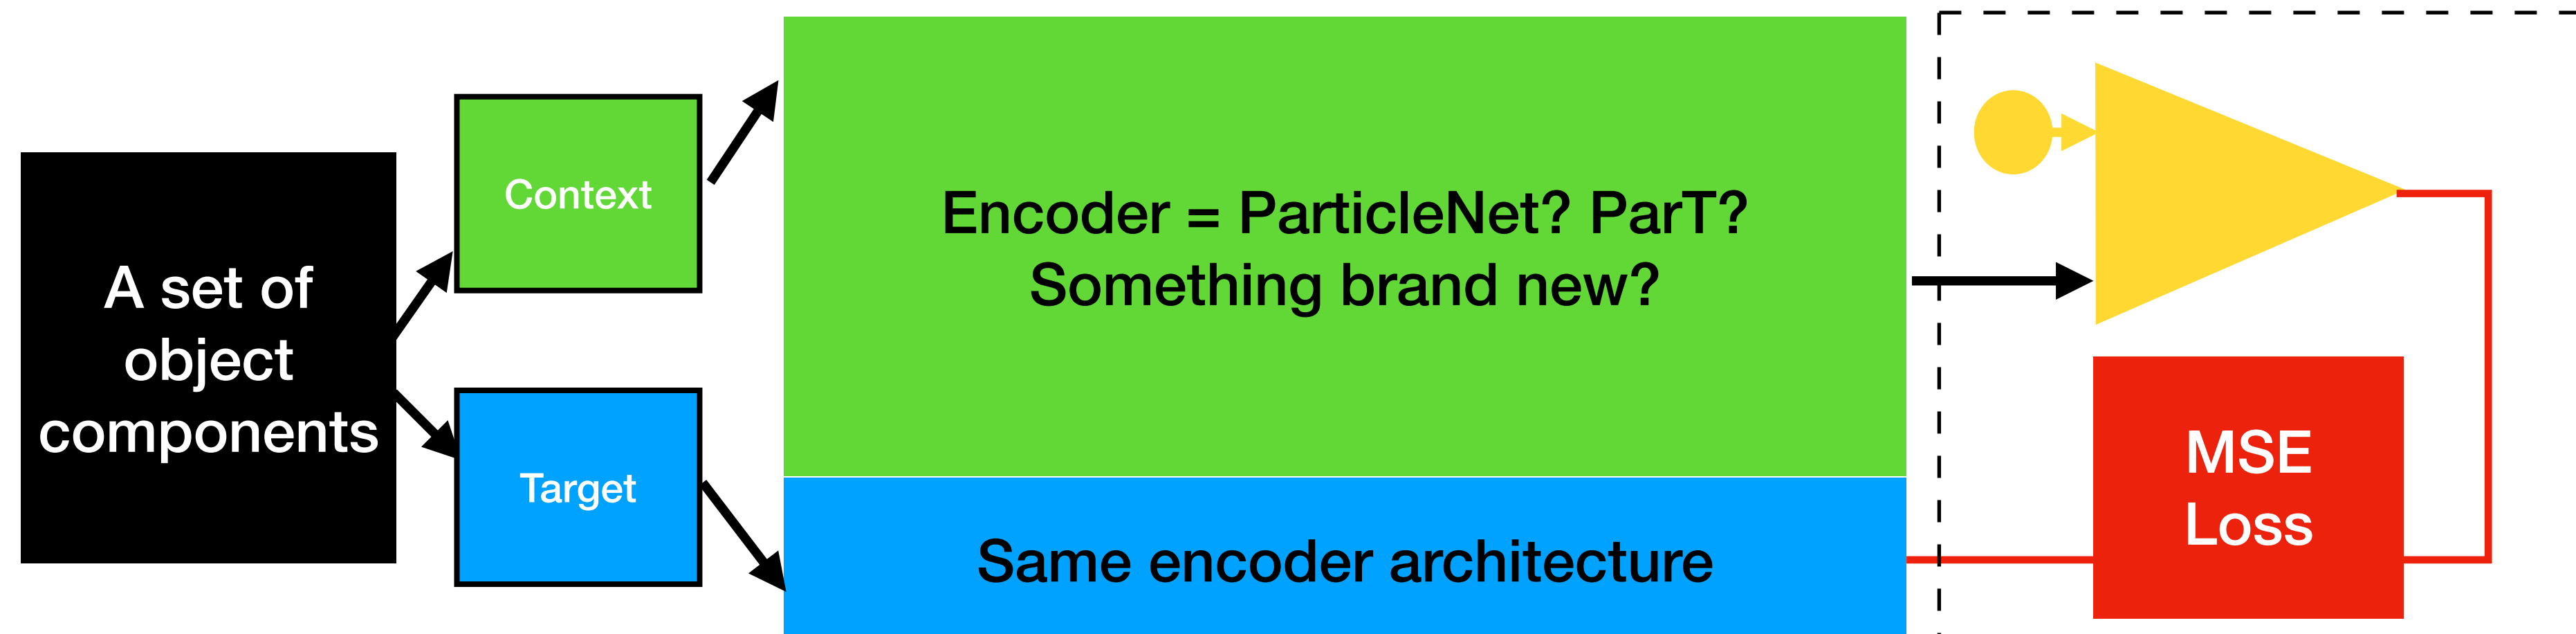 A set of
object
components
Context
Target
Encoder = ParticleNet? ParT?
Something brand new?
Same encoder architecture
MSE
Loss